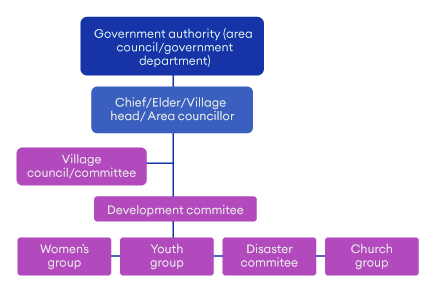 Government authority (area
council/government
department)
Chief/Elder/Village
head/ Area councillor
Village
council/committee
Development commitee
Women's
group
Youth
group
Disaster
commitee
Church
group